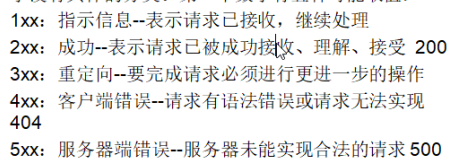 1xx：指示信息--表示请求已接收，继续处理
2xx：成功--表示请求已被成功接收、理解、接受 200
3xx：重定向--要完成请求必须进行更进一步的操作
4xx：客户端错误--请求有语法错误或请求无法实现
404
5xx：服务器端错误--服务器未能实现合法的请求 500